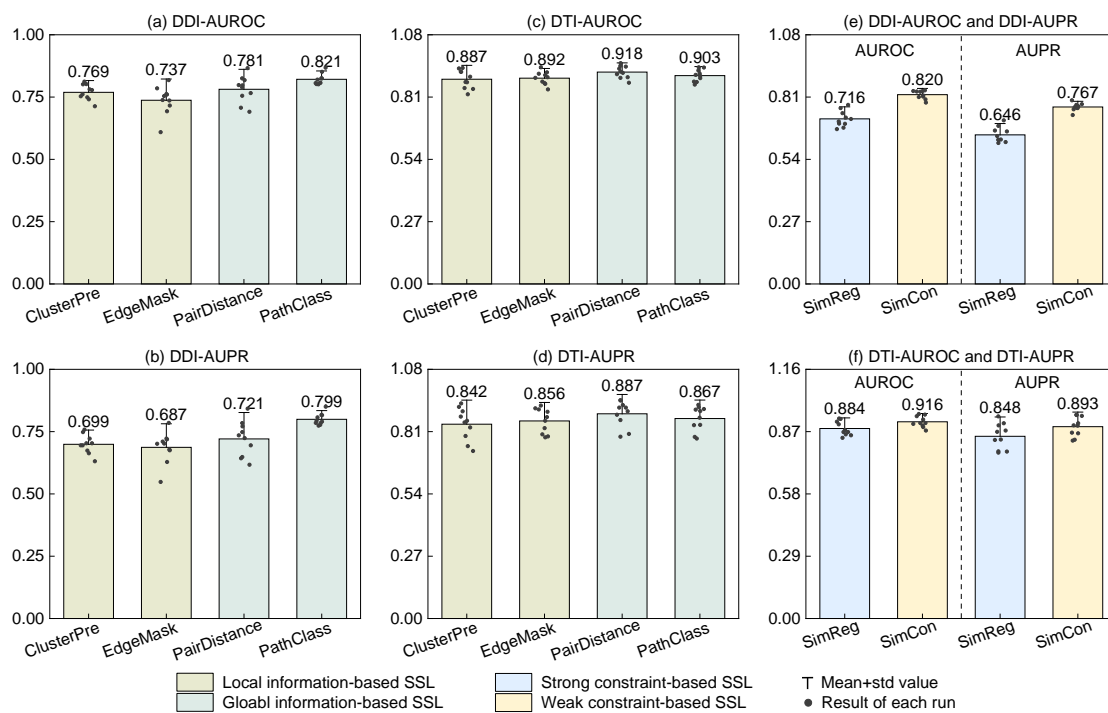 (a) DDI-AUROC
1.00
0.75
0.50
0.25
0.00
0.769
0.737
0.781
0.821
ClusterPre
EdgeMask
PairDistance
PathClass
(c) DTI-AUROC
1.08
0.81
0.54
0.27
0.00
0.887
0.892
0.918
0.903
ClusterPre
EdgeMask
PairDistance
PathClass
(e) DDI-AUROC and DDI-AUPR
1.08
0.81
0.54
0.27
0.00
AUROC
AUPR
0.716
0.820
0.646
0.767
SimReg
SimCon
SimReg
SimCon
(b) DDI-AUPR
1.00
0.75
0.50
0.25
0.00
0.699
0.687
0.721
0.799
ClusterPre
EdgeMask
PairDistance
PathClass
(d) DTI-AUPR
1.08
0.81
0.54
0.27
0.00
0.842
0.856
0.887
0.867
ClusterPre
EdgeMask
PairDistance
PathClass
(f) DTI-AUROC and DTI-AUPR
1.16
0.87
0.58
0.29
0.00
AUROC
AUPR
0.884
0.916
0.848
0.893
SimReg
SimCon
SimReg
SimCon
Local information-based SSL
Gloabl information-based SSL
Strong constraint-based SSL
Weak constraint-based SSL
Mean+std value
Result of each run